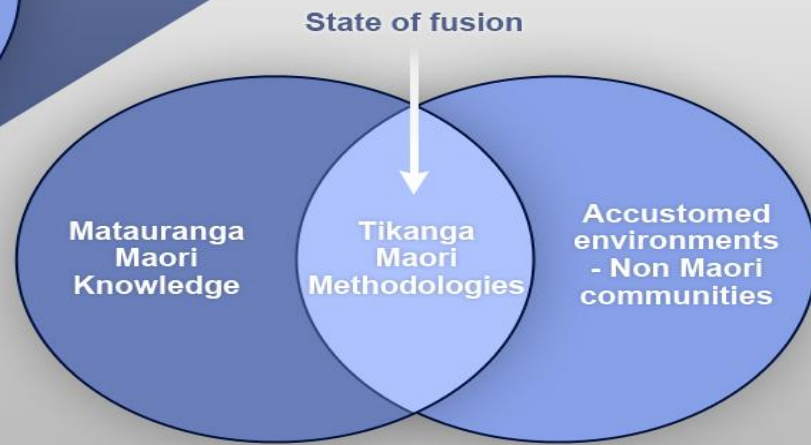 State of fusion
Matauranga
Maori
Knowledge
Tikanga
Maori
Methodologies
Accustomed
environments
- Non Maori
communities